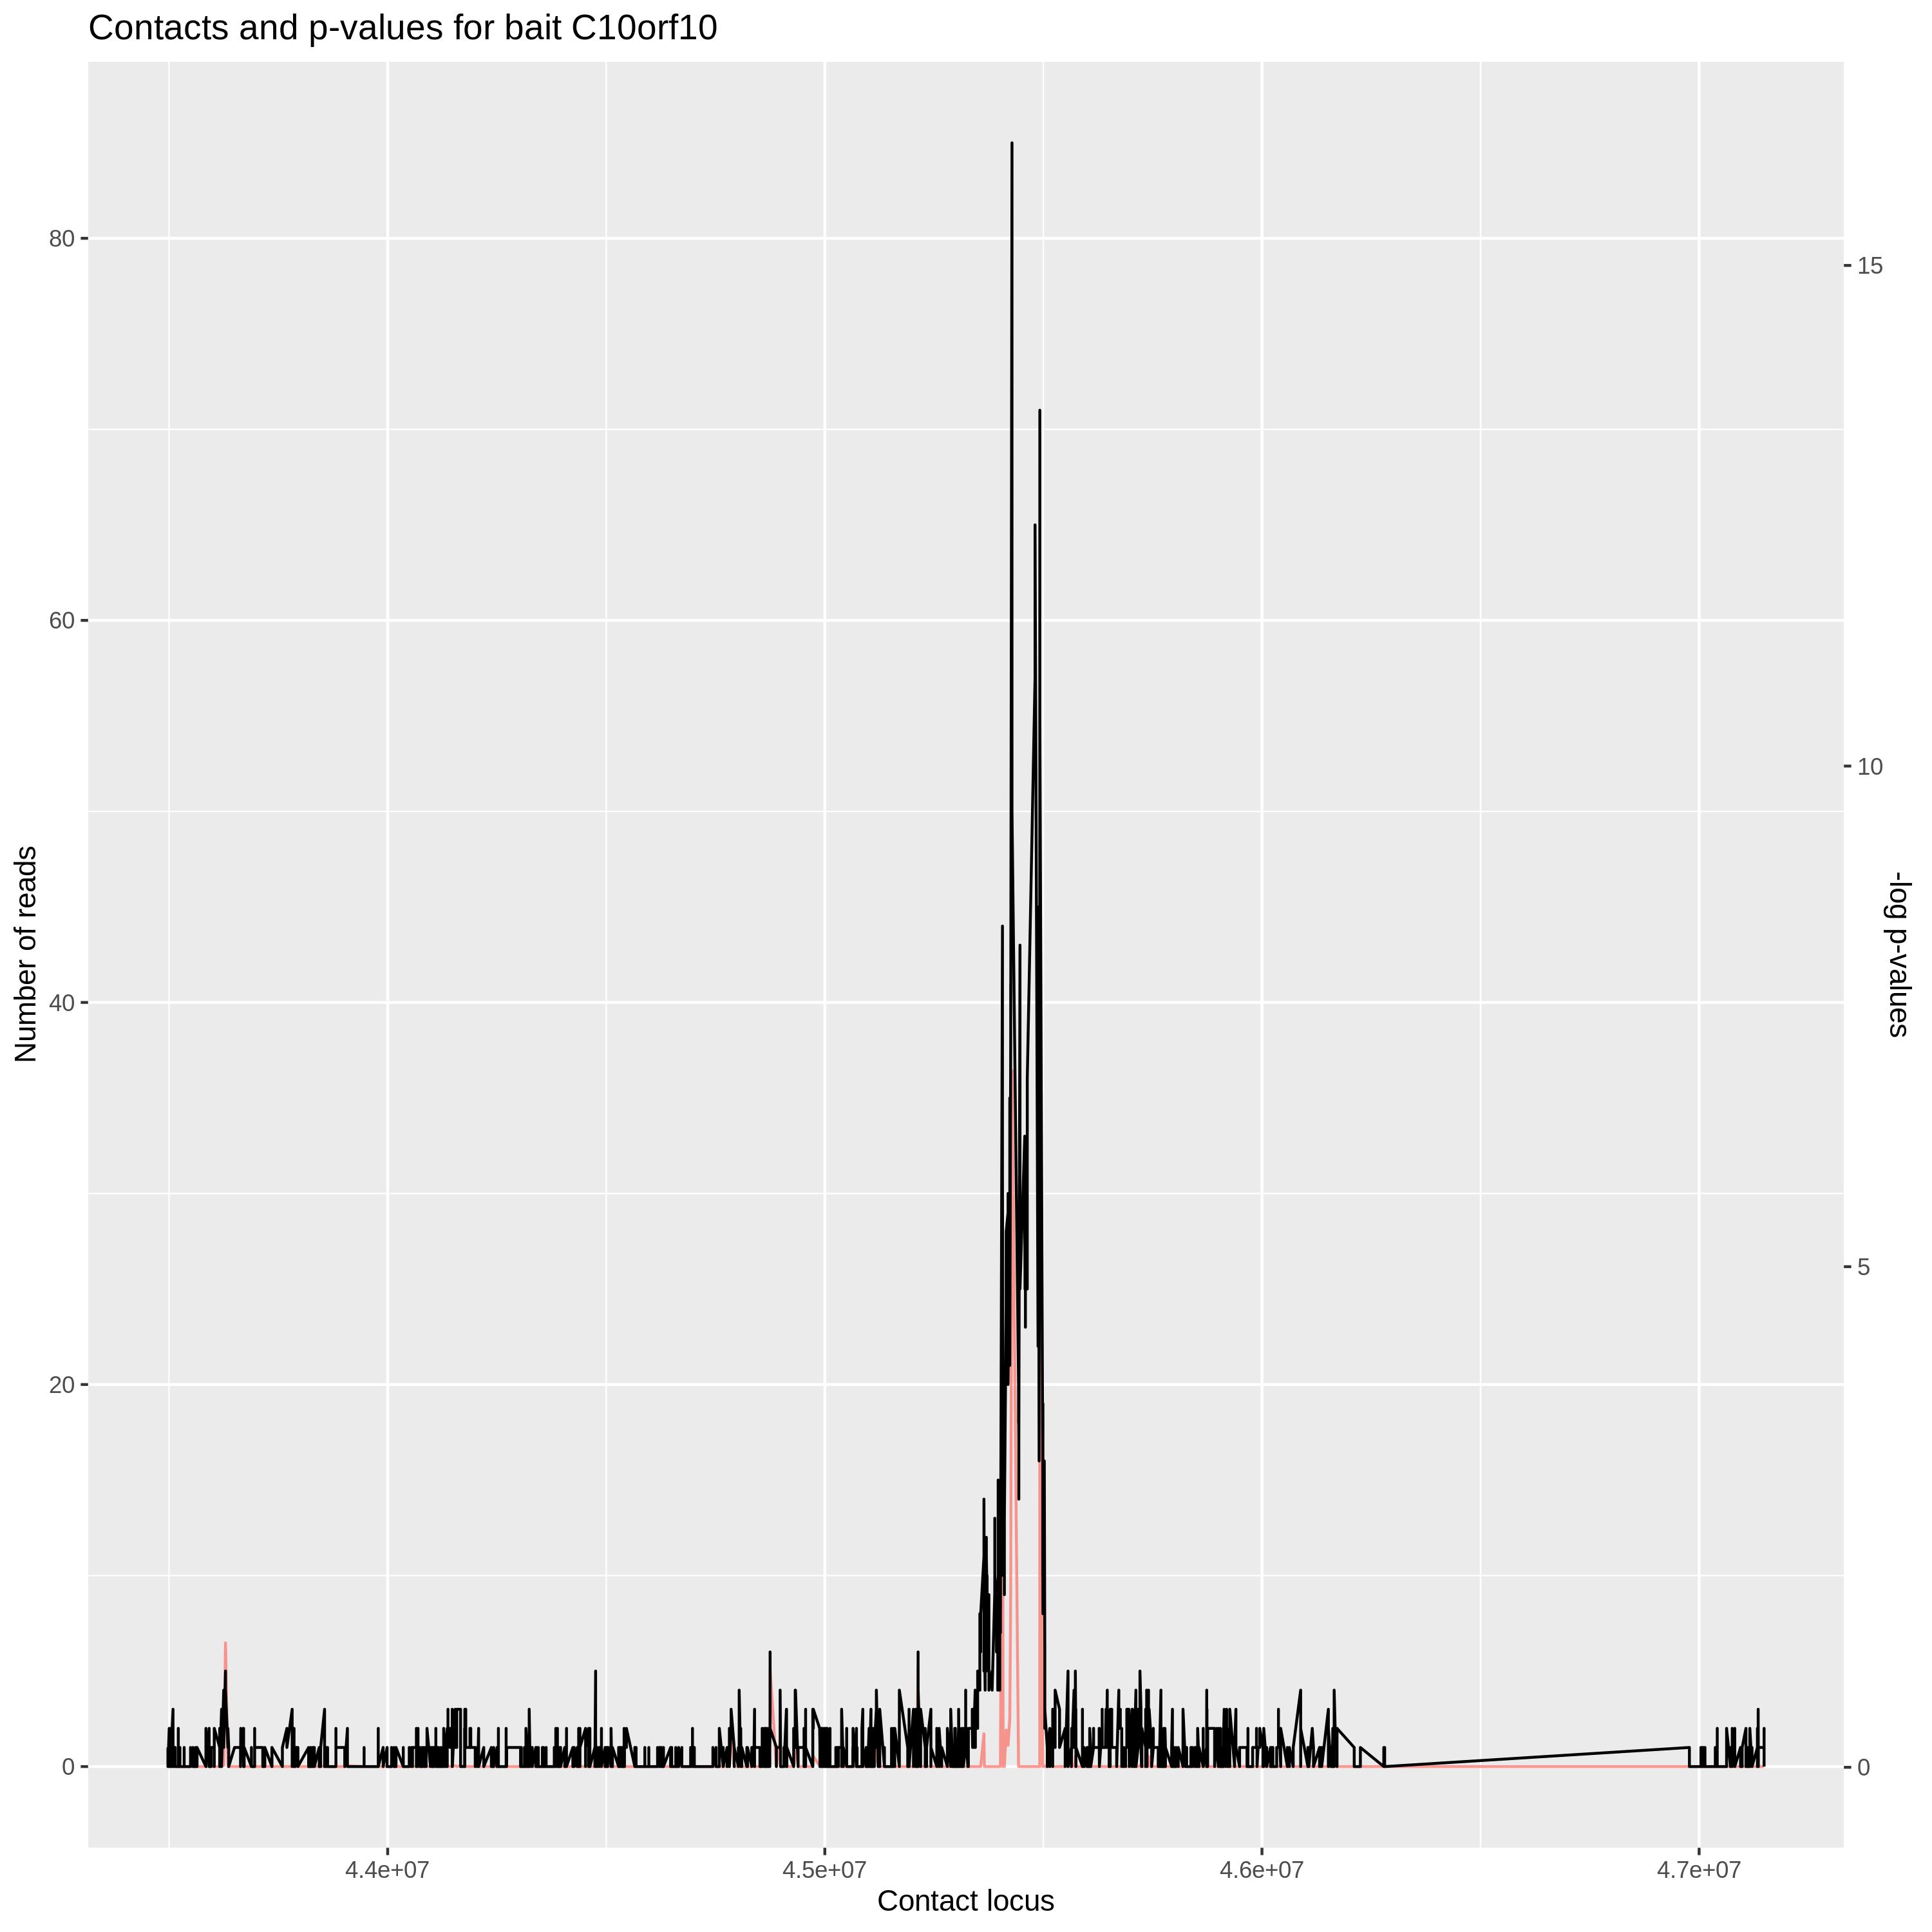 Contacts and p-values for bait C10orf10
80
60
40
20
0
15
10
5
0
Number of reads
-log p-values
4.4e+07
4.5e+07
4.6e+07
4.7e+07
Contact locus